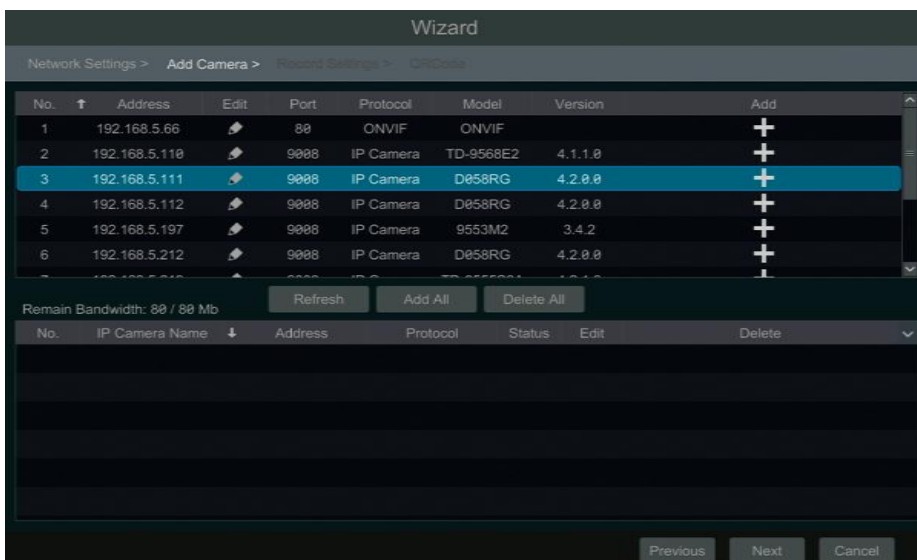 Wizard
Network Settings > Add Camera > Record Settings > QRCode
No. Address Edit Port Protocol Model Version Add
1 192.168.5.66 80 ONVIF ONVIF
2 192.168.5.110 9008 IP Camera TD-9568E2 4.1.1.0
3 192.168.5.111 9008 IP Camera D058RG 4.2.0.0
4 192.168.5.112 9008 IP Camera D058RG 4.2.0.0
5 192.168.5.197 9008 IP Camera 9553M2 3.4.2
6 192.168.5.212 9008 IP Camera D058RG 4.2.0.0
Remain Bandwidth: 80 / 80 Mb Refresh Add All Delete All
No. IP Camera Name Address Protocol Status Edit Delete
Previous Next Cancel